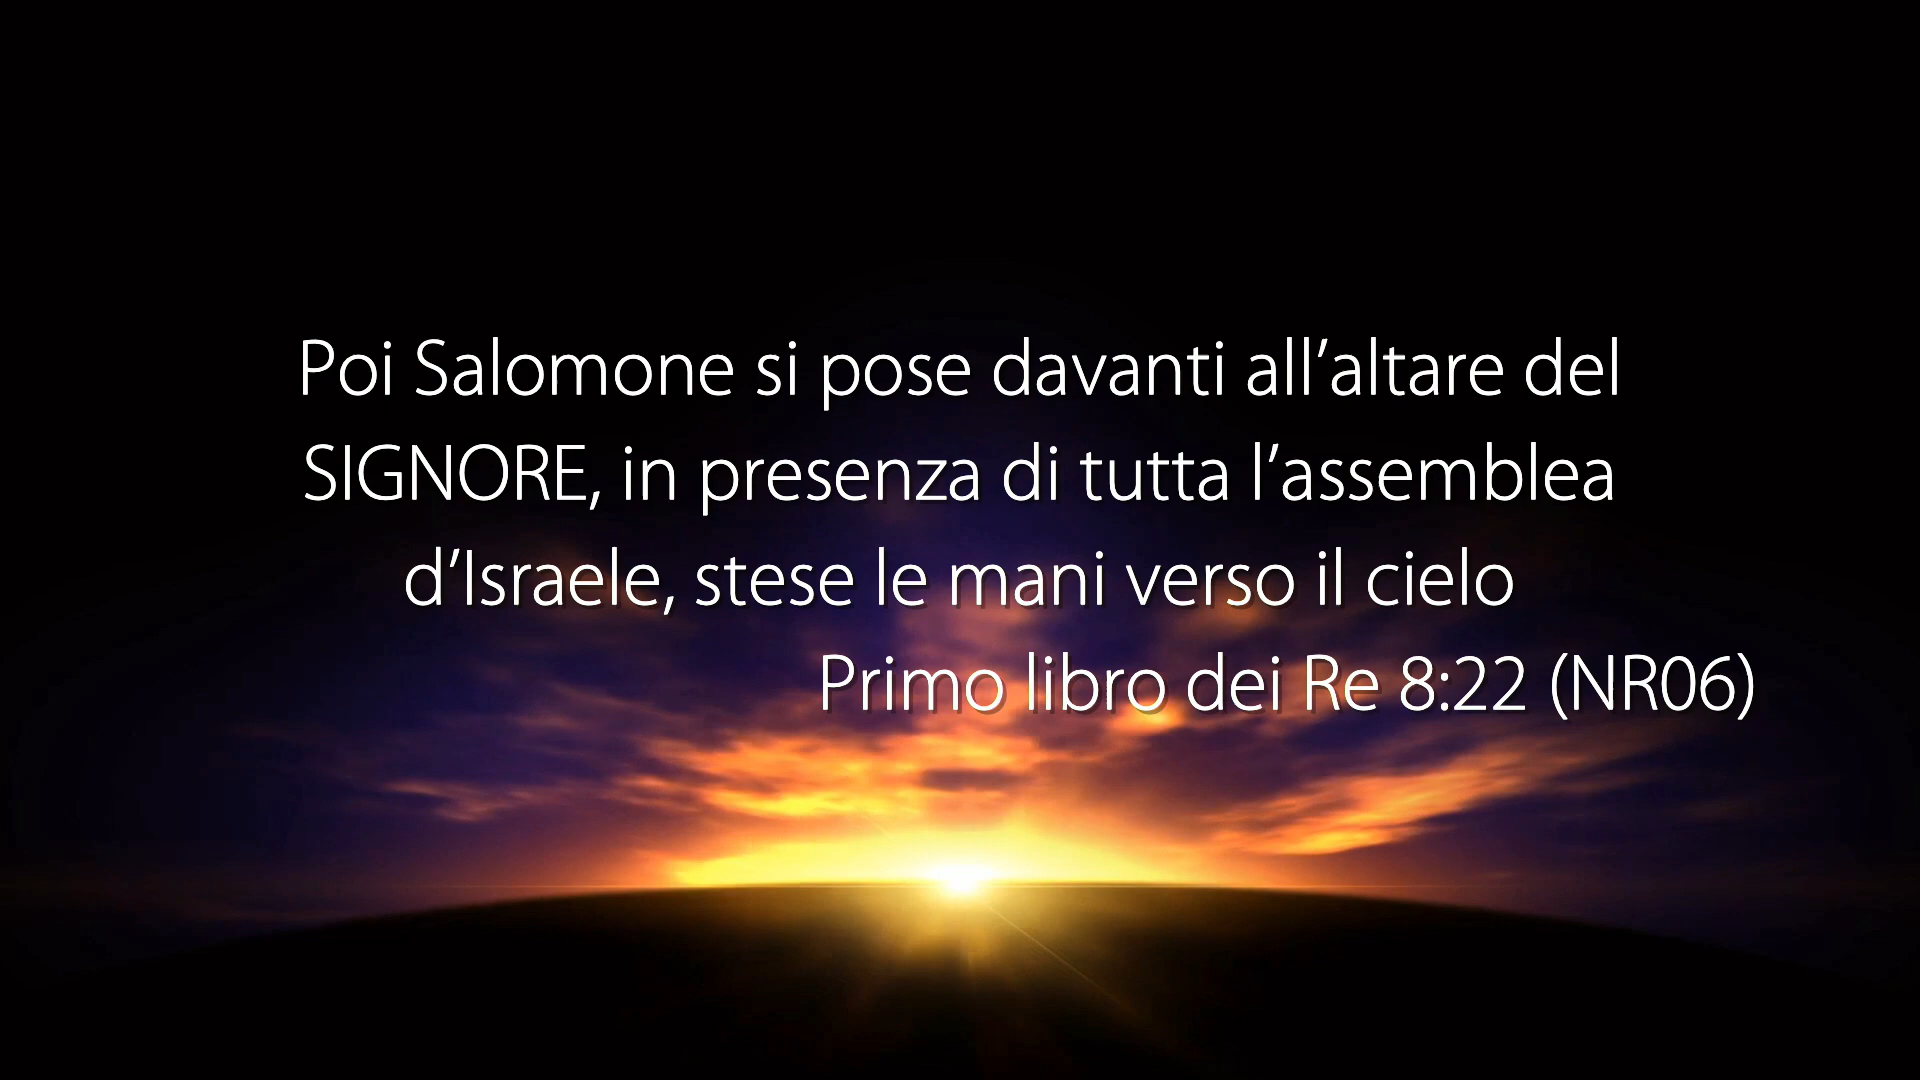 Poi Salomone si pose davanti all’altare del
SIGNORE, in presenza di tutta l’assemblea
d’Israele, stese le mani verso il cielo
Primo libro dei Re 8:22 (NR06)